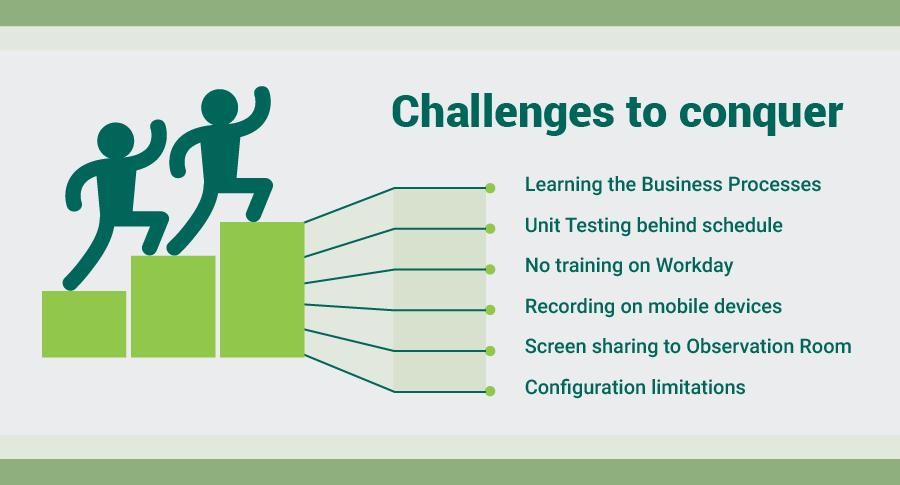 Challenges to conquer
Learning the Business Processes
Unit Testing behind schedule
No training on Workday
Recording on mobile devices
Screen sharing to Observation Room
Configuration limitations